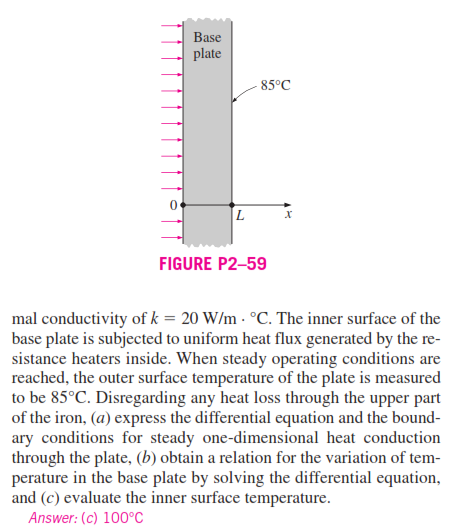 Base
plate
85°C
0
L
x
FIGURE P2–59
mal conductivity of k = 20 W/m · °C. The inner surface of the
base plate is subjected to uniform heat flux generated by the re-
sistance heaters inside. When steady operating conditions are
reached, the outer surface temperature of the plate is measured
to be 85°C. Disregarding any heat loss through the upper part
of the iron, (a) express the differential equation and the bound-
ary conditions for steady one-dimensional heat conduction
through the plate, (b) obtain a relation for the variation of tem-
perature in the base plate by solving the differential equation,
and (c) evaluate the inner surface temperature.
Answer: (c) 100°C